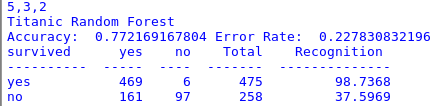 5,3,2
Titanic Random Forest
Accuracy:  0.772169167804 Error Rate:  0.227830832196
survived     yes    no    Total     Recognition
----------  -----  ----  -------  --------------
yes          469     6      475         98.7368
no           161    97      258         37.5969